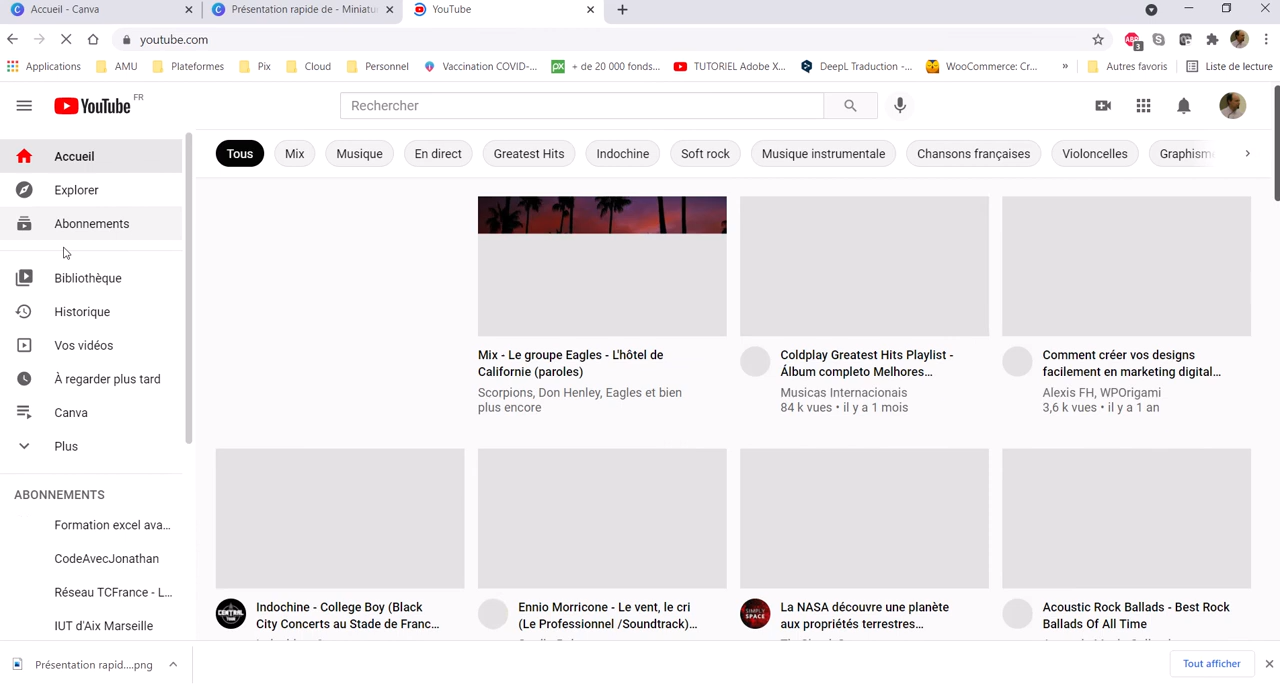 Accueil - Canva
Présentation rapide de - Miniatu
YouTube
youtube.com
3
Applications
AMU
Plateformes
Pix
Cloud
Personnel
Vaccination COVID-...
+ de 20 000 fonds...
TUTORIEL Adobe X...
DeepL Traduction -...
WooCommerce: Cr...
»
Autres favoris
Liste de lecture
YouTube FR
Rechercher
Accueil
Explorer
Abonnements
Bibliothèque
Historique
Vos vidéos
À regarder plus tard
Canva
Plus
ABONNEMENTS
Formation excel ava...
CodeAvecJonathan
Réseau TCFrance - L...
IUT d'Aix Marseille
Tous
Mix
Musique
En direct
Greatest Hits
Indochine
Soft rock
Musique instrumentale
Chansons françaises
Violoncelles
Graphism
Mix - Le groupe Eagles - L'hôtel de
Californie (paroles)
Scorpions, Don Henley, Eagles et bien
plus encore
Coldplay Greatest Hits Playlist -
Álbum completo Melhores...
Musicas Internacionais
84 k vues • il y a 1 mois
Comment créer vos designs
facilement en marketing digital...
Alexis FH, WPOrigami
3,6 k vues • il y a 1 an
Indochine - College Boy (Black
City Concerts au Stade de Franc...
Ennio Morricone - Le vent, le cri
(Le Professionnel /Soundtrack)...
La NASA découvre une planète
aux propriétés terrestres...
Acoustic Rock Ballads - Best Rock
Ballads Of All Time
Présentation rapid....png
Tout afficher